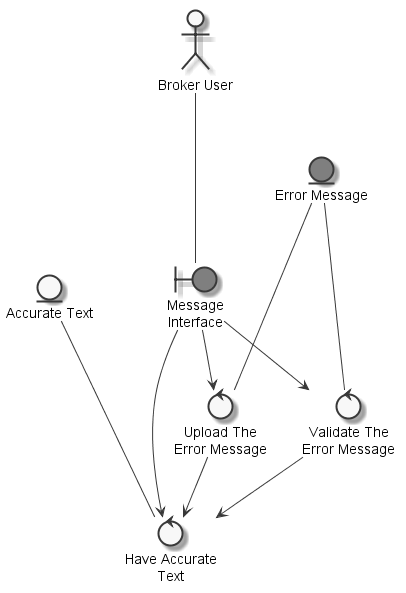 Broker User
Error Message
Accurate Text
Message
Interface
Upload The
Error Message
Validate The
Error Message
Have Accurate
Text